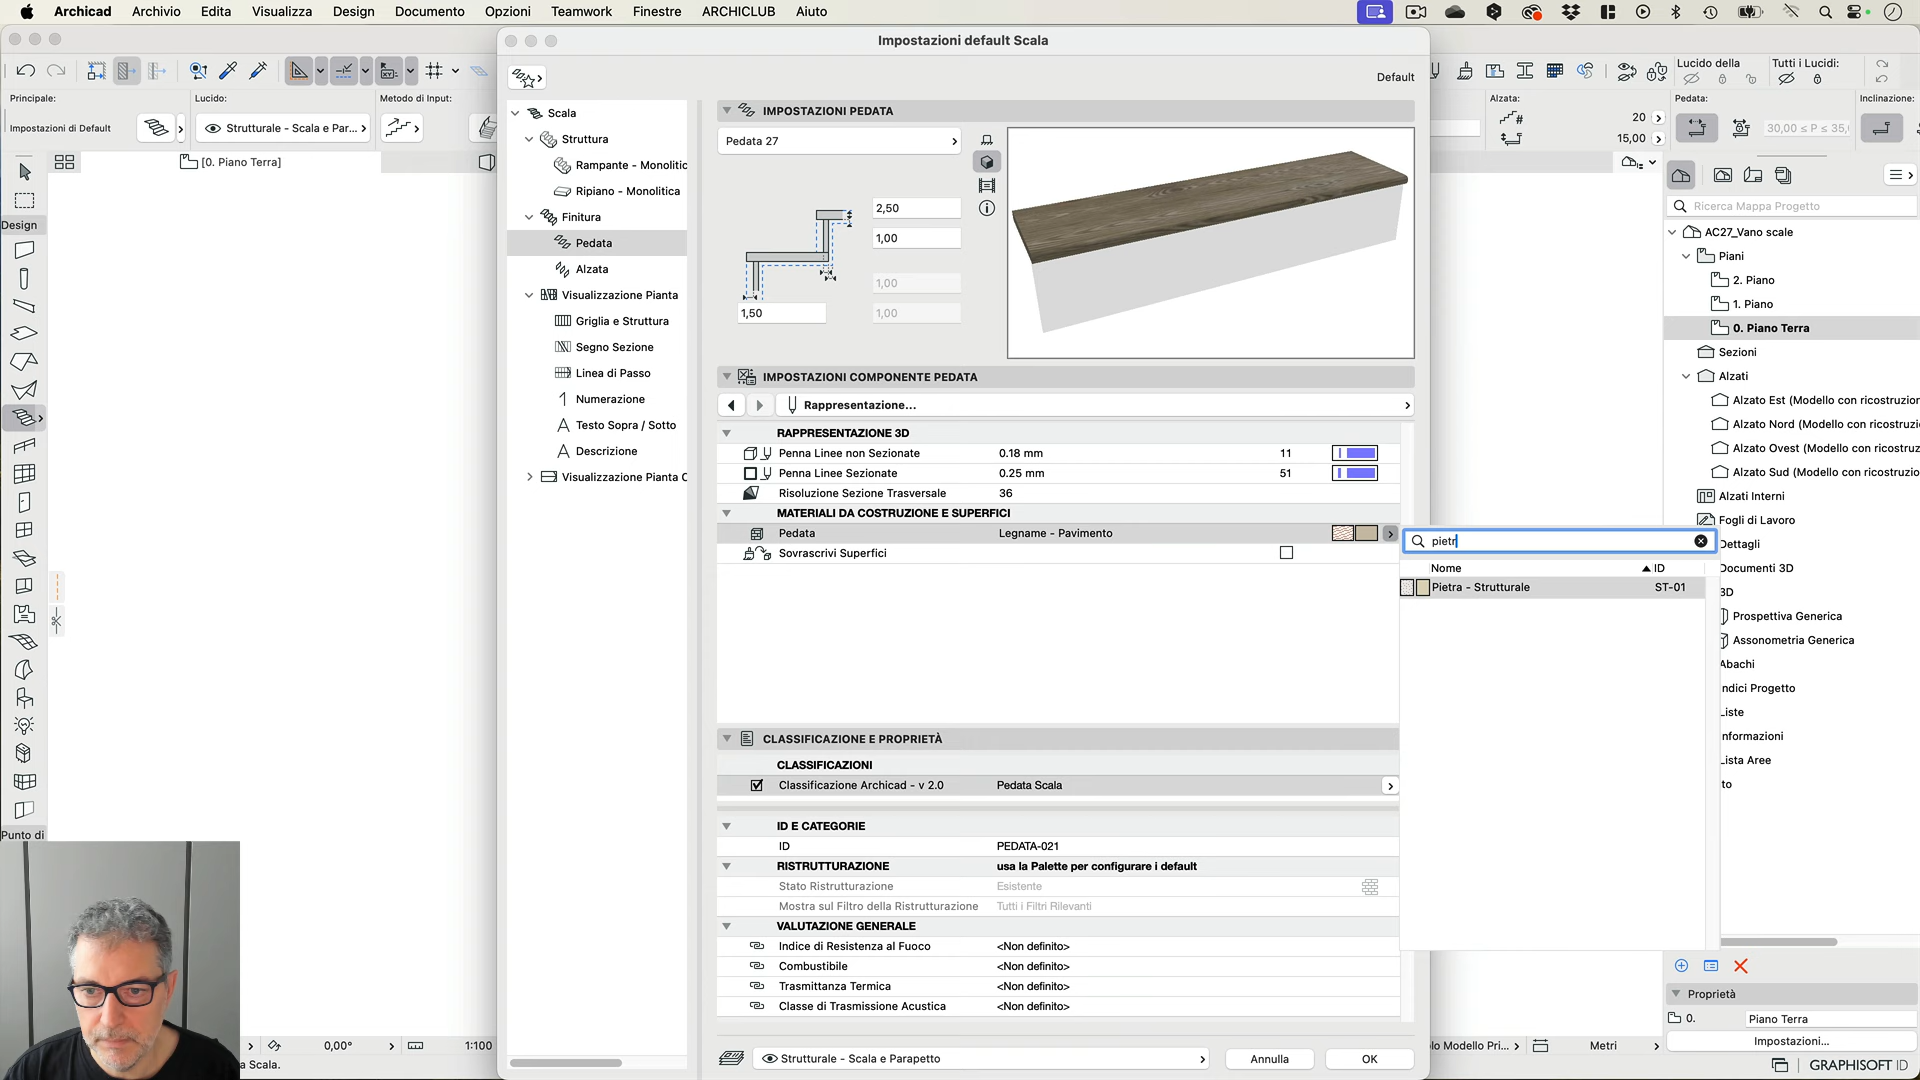 Archicad Archivio Edita Visualizza Design Documento Opzioni Teamwork Finestre ARCHICLUB Aiuto
Impostazioni default Scala
Default
Principale:
Lucido:
Metodo di Input:
Impostazioni di Default
Strutturale - Scala e Par...
[0. Piano Terra]
Design
Punto di
Scala
Struttura
Rampante - Monolitic
Ripiano - Monolitica
Finitura
Pedata
Alzata
Visualizzazione Pianta
Griglia e Struttura
Segno Sezione
Linea di Passo
Numerazione
Testo Sopra / Sotto
Descrizione
Visualizzazione Pianta C
IMPOSTAZIONI PEDATA
Pedata 27
2,50
1,00
1,00
1,50
1,00
IMPOSTAZIONI COMPONENTE PEDATA
Rappresentazione...
RAPPRESENTAZIONE 3D
Penna Linee non Sezionate 0.18 mm 11
Penna Linee Sezionate 0.25 mm 51
Risoluzione Sezione Trasversale 36
MATERIALI DA COSTRUZIONE E SUPERFICI
Pedata Legname - Pavimento
Sovrascrivi Superfici
pietr
Nome ID
Pietra - Strutturale ST-01
CLASSIFICAZIONE E PROPRIETÀ
CLASSIFICAZIONI
Classificazione Archicad - v 2.0 Pedata Scala
ID E CATEGORIE
ID PEDATA-021
RISTRUTTURAZIONE usa la Palette per configurare i default
Stato Ristrutturazione Esistente
Mostra sul Filtro della Ristrutturazione Tutti i Filtri Rilevanti
VALUTAZIONE GENERALE
Indice di Resistenza al Fuoco <Non definito>
Combustibile <Non definito>
Trasmittanza Termica <Non definito>
Classe di Trasmissione Acustica <Non definito>
Strutturale - Scala e Parapetto
Annulla
OK
0,00°
1:100
a Scala.
Lucido della
Tutti i Lucidi:
Alzata:
20
15,00
Pedata:
30,00 ≤ P ≤ 35,
Inclinazione:
Ricerca Mappa Progetto
AC27_Vano scale
Piani
2. Piano
1. Piano
0. Piano Terra
Sezioni
Alzati
Alzato Est (Modello con ricostruzion
Alzato Nord (Modello con ricostruzi
Alzato Ovest (Modello con ricostruz
Alzato Sud (Modello con ricostruzio
Alzati Interni
Fogli di Lavoro
Dettagli
Documenti 3D
3D
Prospettiva Generica
Assonometria Generica
Abachi
ndici Progetto
Liste
nformazioni
Lista Aree
to
Proprietà
0.
Piano Terra
Impostazioni...
lo Modello Pri...
Metri
GRAPHISOFT ID